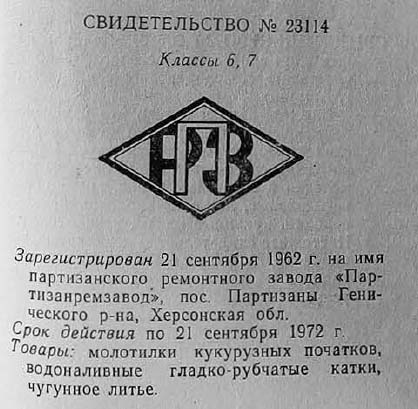 СВИДЕТЕЛЬСТВО № 23114
Классы 6, 7
Зарегистрирован 21 сентября 1962 г. на имя
партизанского ремонтного завода «Пар-
тизанремзавод», пос. Партизаны Гени-
ческого р-на, Херсонская обл.
Срок действия по 21 сентября 1972 г.
Товары: молотилки кукурузных початков,
водоналивные гладко-рубчатые катки,
чугунное литье.